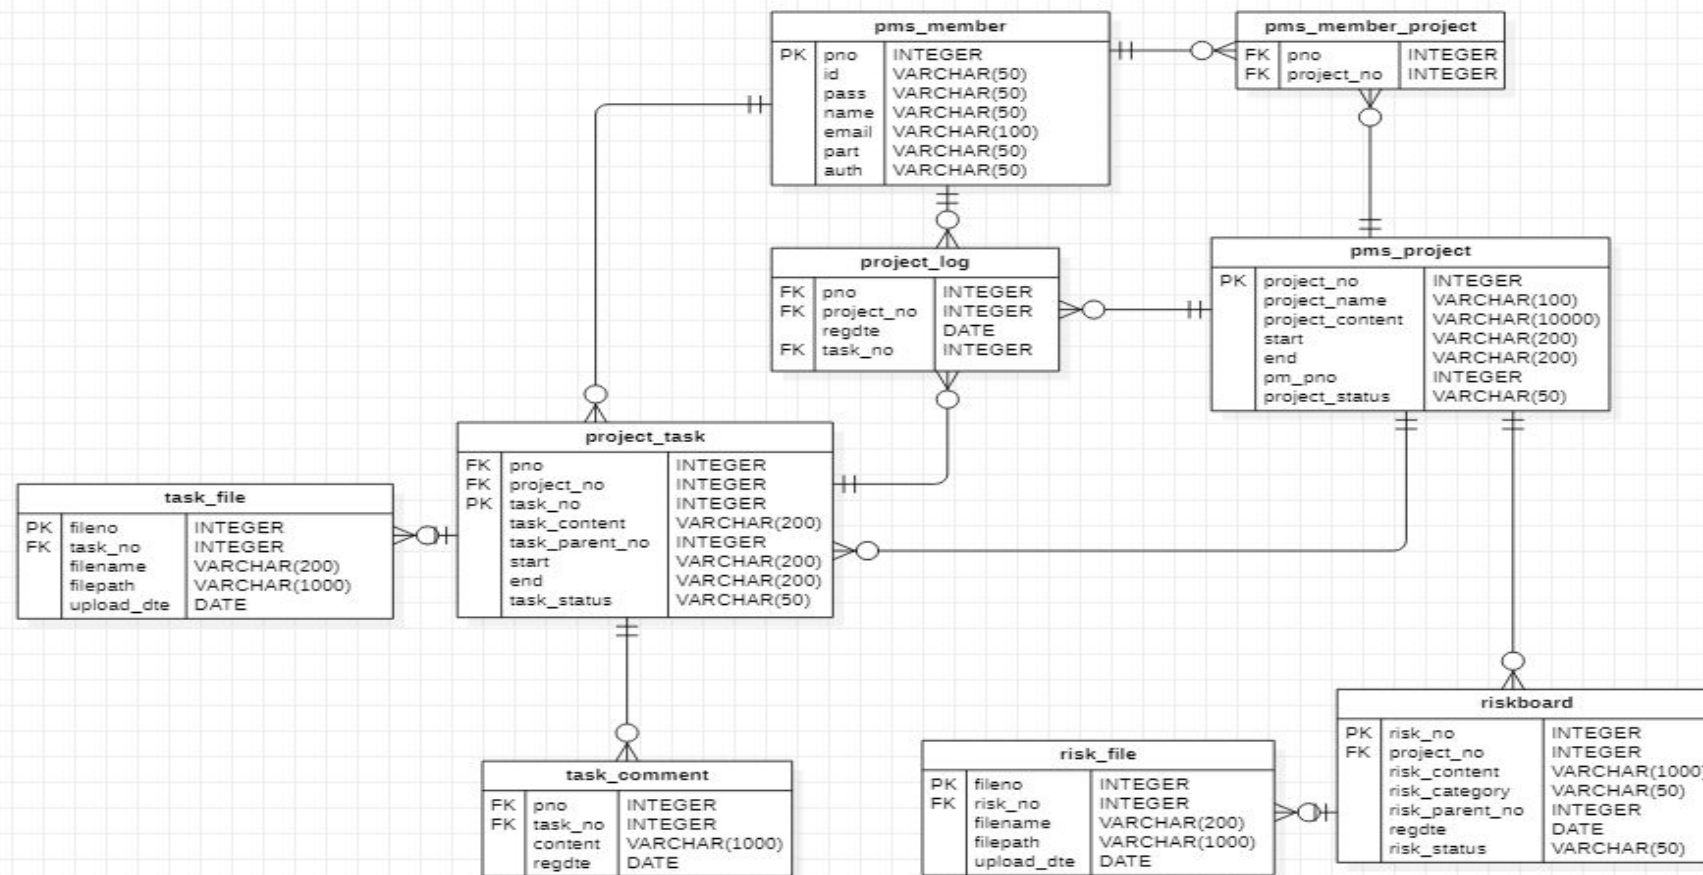 pms_member
PK pno INTEGER
id VARCHAR(50)
pass VARCHAR(50)
name VARCHAR(50)
email VARCHAR(100)
part VARCHAR(50)
auth VARCHAR(50)
pms_member_project
FK pno INTEGER
FK project_no INTEGER
project_log
FK pno INTEGER
FK project_no INTEGER
regdte DATE
FK task_no INTEGER
pms_project
PK project_no INTEGER
project_name VARCHAR(100)
project_content VARCHAR(10000)
start VARCHAR(200)
end VARCHAR(200)
pm_pno INTEGER
project_status VARCHAR(50)
project_task
FK pno INTEGER
FK project_no INTEGER
PK task_no INTEGER
task_content VARCHAR(200)
task_parent_no INTEGER
start VARCHAR(200)
end VARCHAR(200)
task_status VARCHAR(50)
task_file
PK fileno INTEGER
FK task_no INTEGER
filename VARCHAR(200)
filepath VARCHAR(1000)
upload_dte DATE
task_comment
FK pno INTEGER
FK task_no INTEGER
content VARCHAR(1000)
regdte DATE
risk_file
PK fileno INTEGER
FK risk_no INTEGER
filename VARCHAR(200)
filepath VARCHAR(1000)
upload_dte DATE
riskboard
PK risk_no INTEGER
FK project_no INTEGER
risk_content VARCHAR(1000)
risk_category VARCHAR(50)
risk_parent_no INTEGER
regdte DATE
risk_status VARCHAR(50)